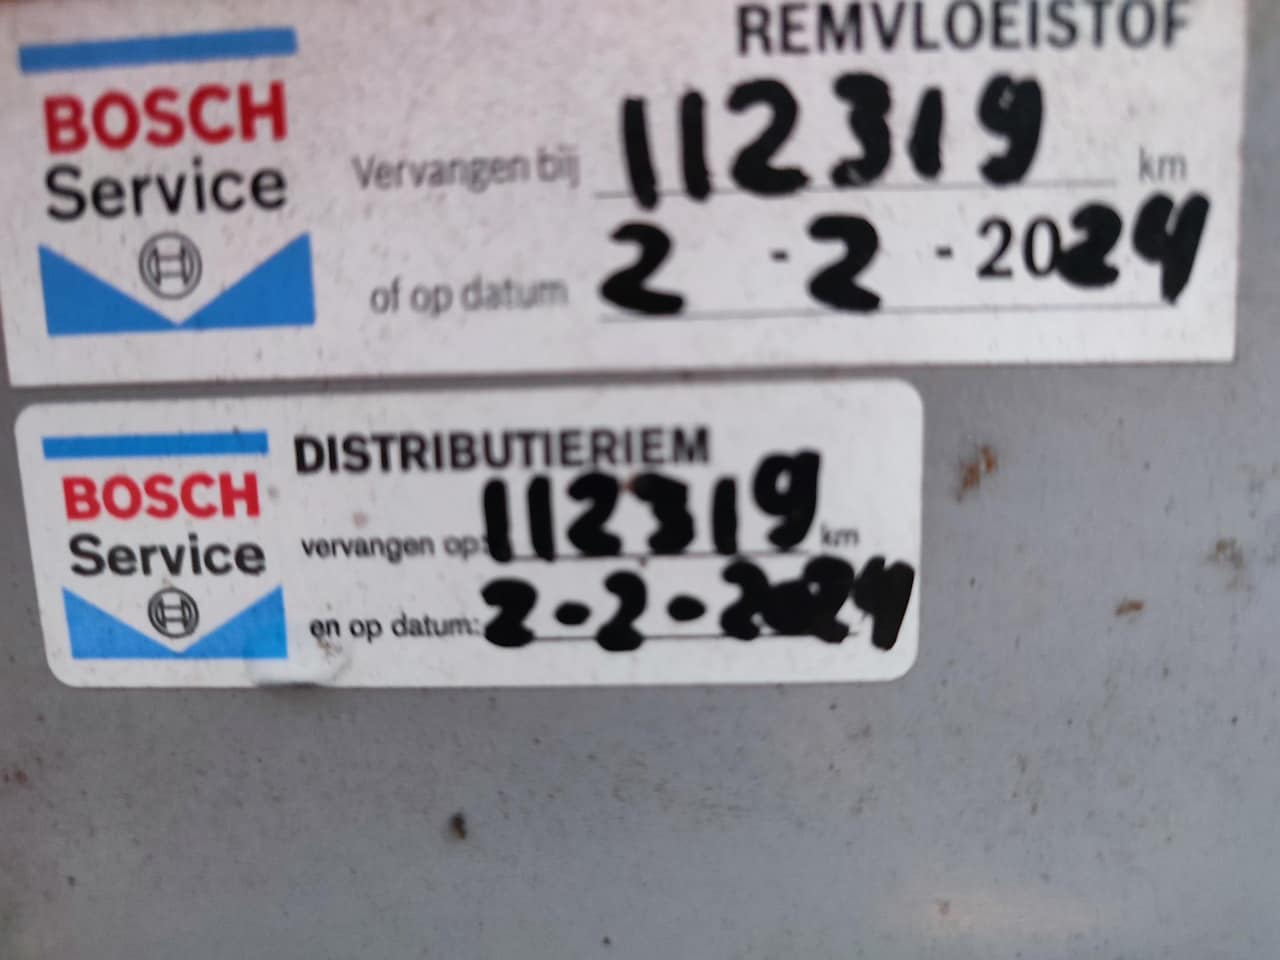 REMVLOEISTOF
BOSCH
Service
Vervangen bij 112319 km
of op datum 2 - 2 - 2024
DISTRIBUTIERIEM
BOSCH
Service
vervangen op: 112319 km
en op datum: 2-2-2024